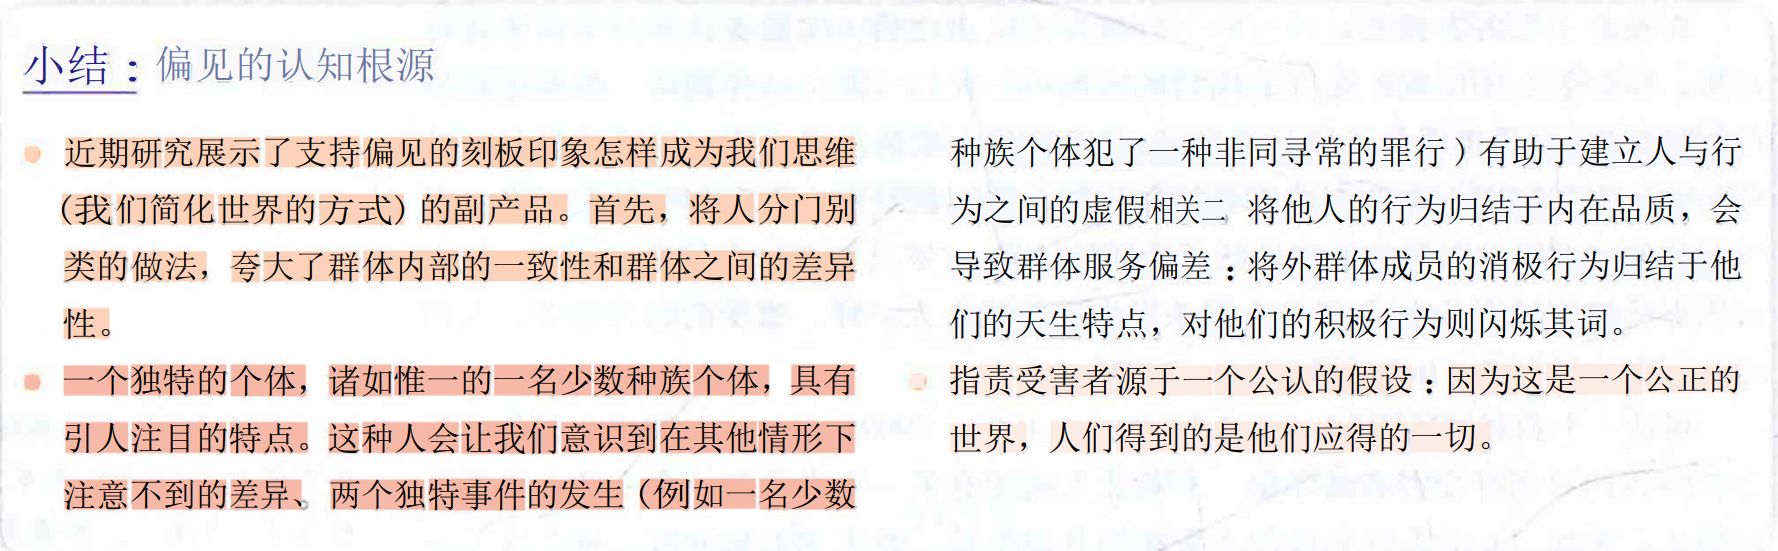 小结：偏见的认知根源
近期研究展示了支持偏见的刻板印象怎样成为我们思维
(我们简化世界的方式) 的副产品。首先，将人分门别
类的做法，夸大了群体内部的一致性和群体之间的差异
性。
一个独特的个体，诸如惟一的一名少数种族个体，具有
引人注目的特点。这种人会让我们意识到在其他情形下
注意不到的差异、两个独特事件的发生（例如一名少数
种族个体犯了一种非同寻常的罪行）有助于建立人与行
为之间的虚假相关二 将他人的行为归结于内在品质，会
导致群体服务偏差：将外群体成员的消极行为归结于他
们的天生特点，对他们的积极行为则闪烁其词。
指责受害者源于一个公认的假设：因为这是一个公正的
世界，人们得到的是他们应得的一切。